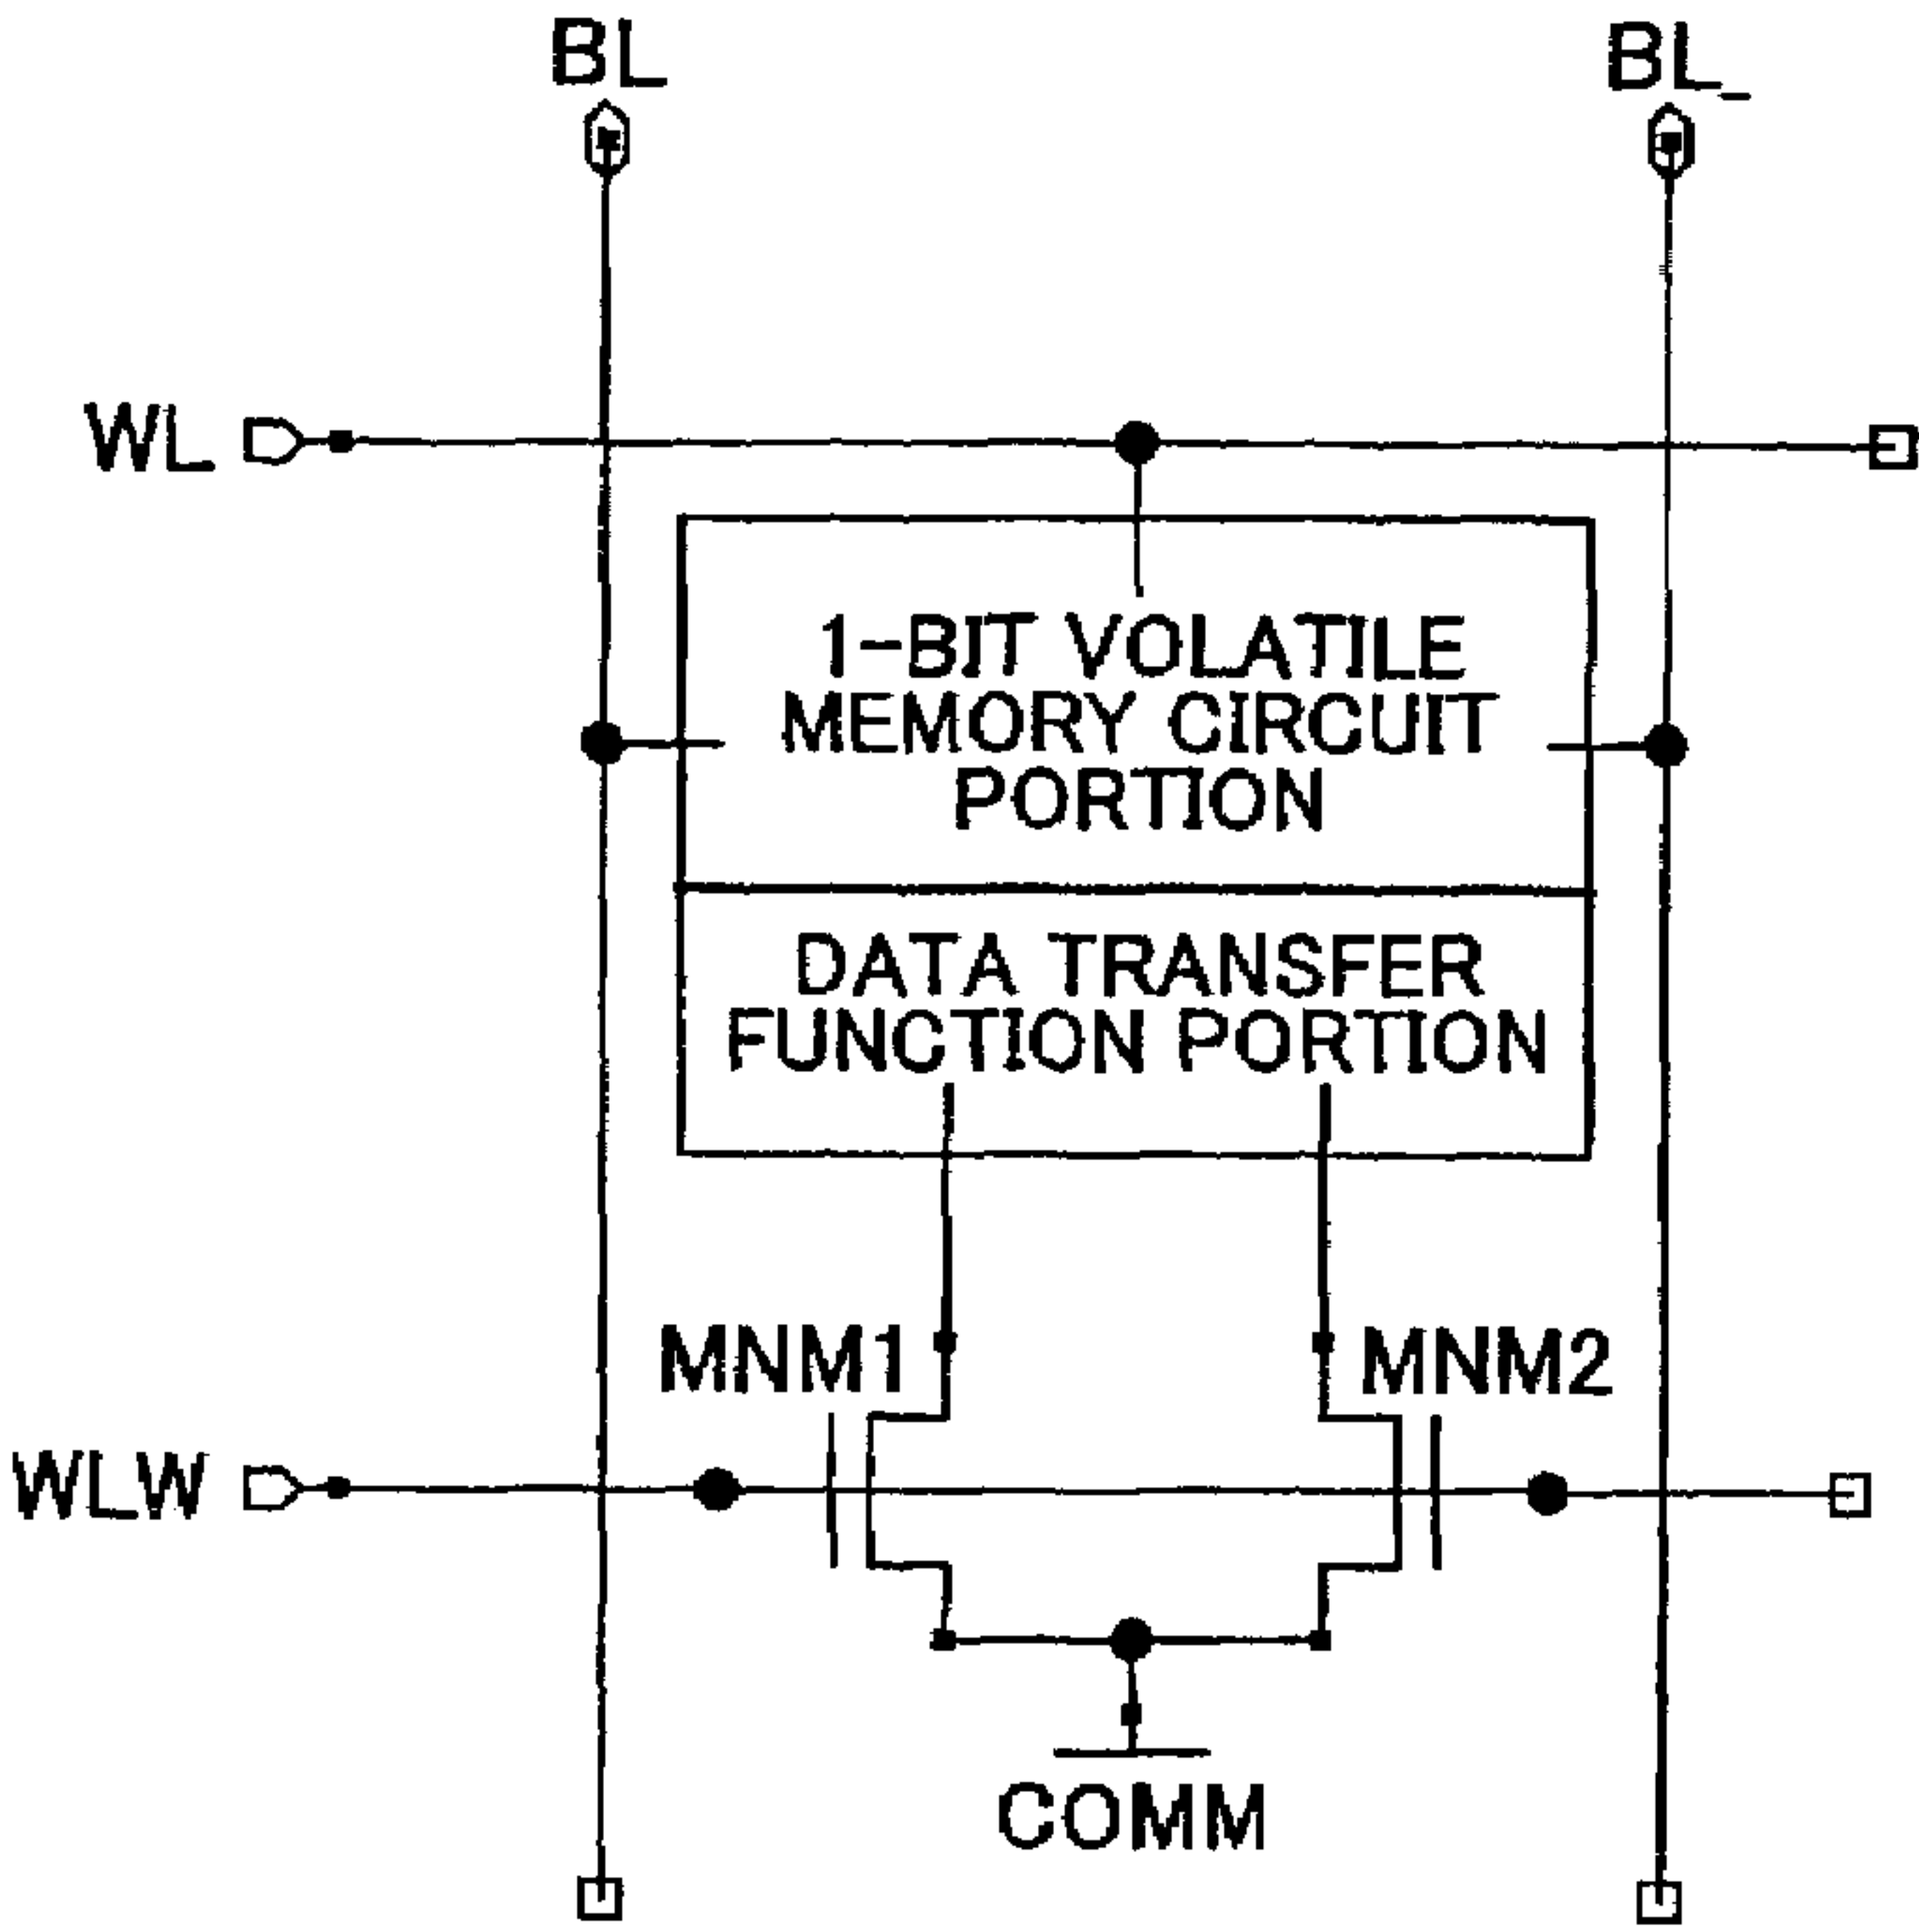 BL
BL_
WL
1-BIT VOLATILE
MEMORY CIRCUIT
PORTION
DATA TRANSFER
FUNCTION PORTION
MNM1
MNM2
WLW
COMM